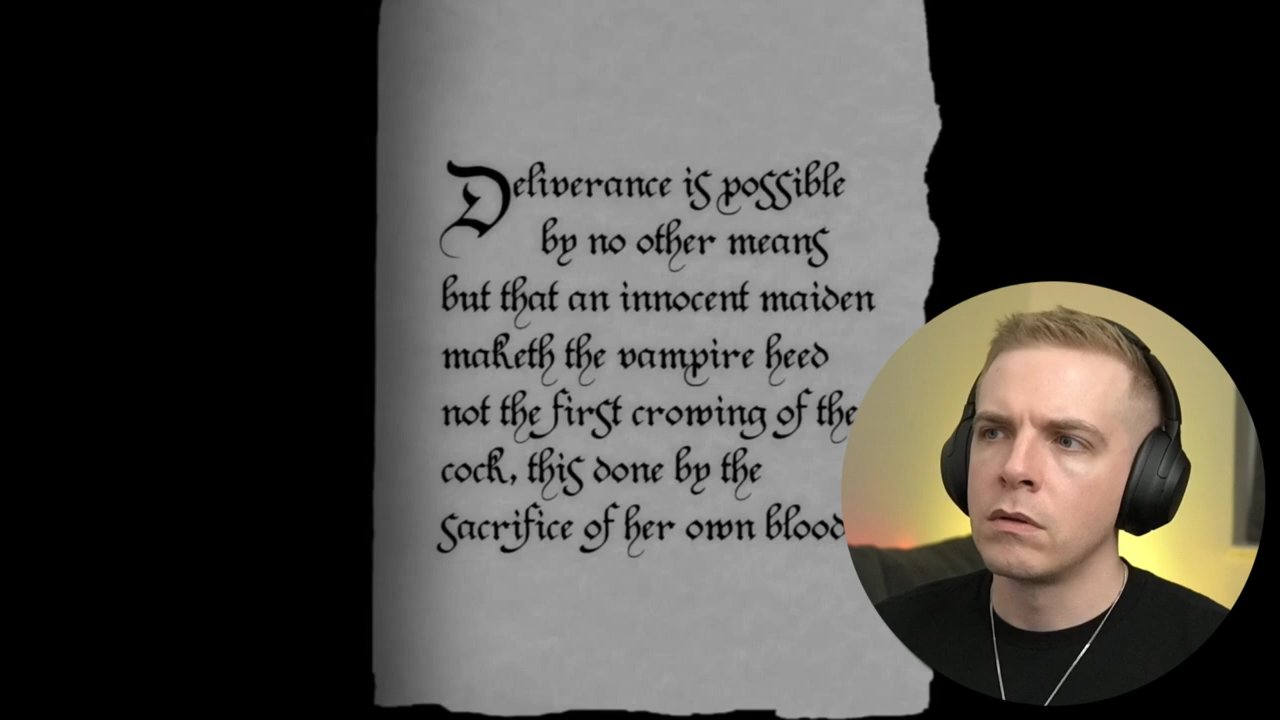 Deliverance is possible
by no other means
but that an innocent maiden
maketh the vampire heed
not the first crowing of the
cock, this done by the
sacrifice of her own blood